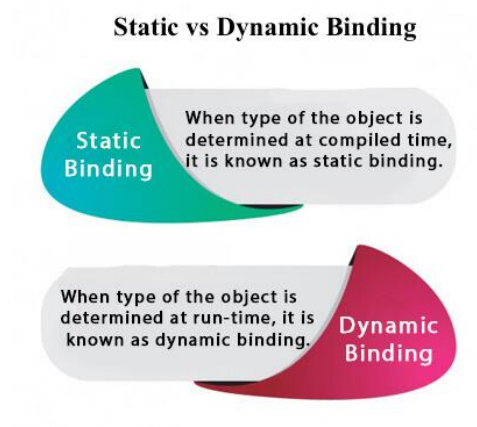 Static vs Dynamic Binding
Static
Binding
When type of the object is
determined at compiled time,
it is known as static binding.
When type of the object is
determined at run-time, it is
known as dynamic binding.
Dynamic
Binding